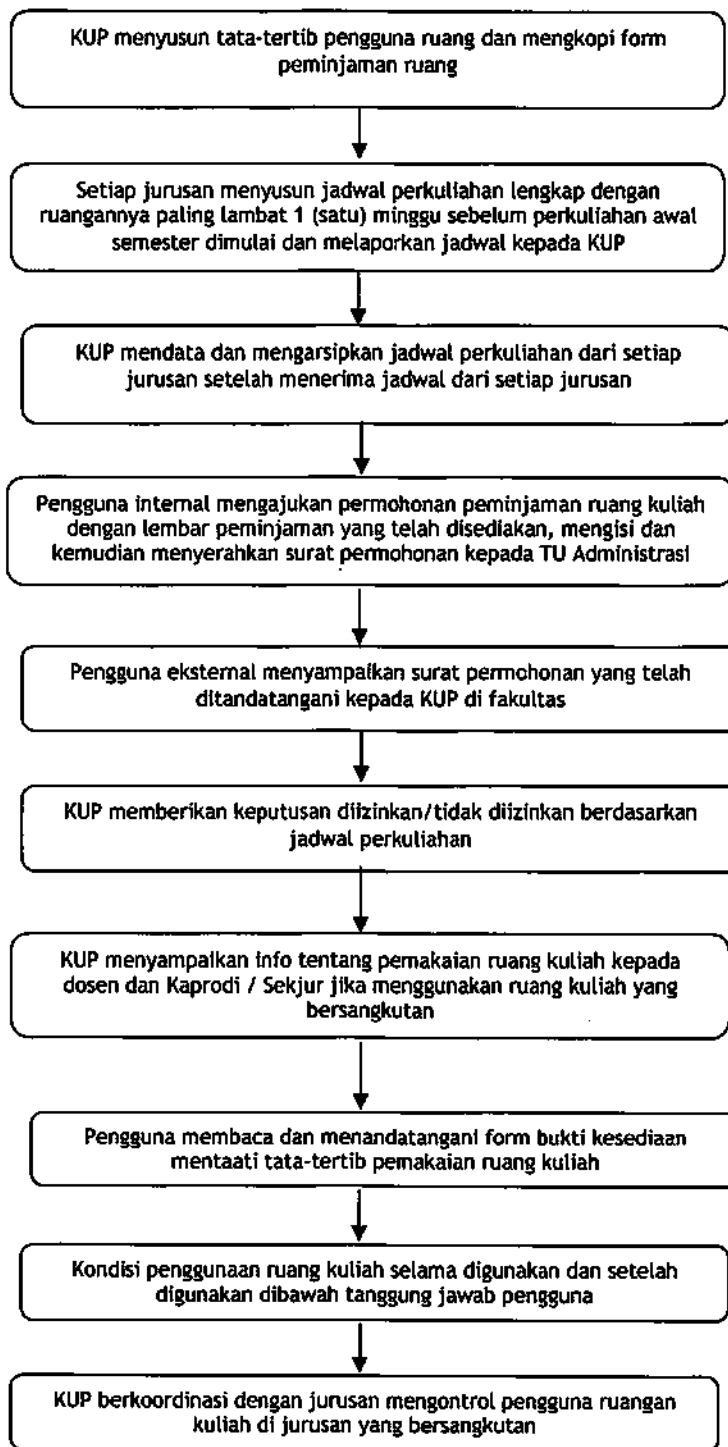 KUP menyusun tata-tertib pengguna ruang dan mengkopi form
peminjaman ruang
Setiap jurusan menyusun jadwal perkuliahan lengkap dengan
ruangannya paling lambat 1 (satu) minggu sebelum perkuliahan awal
semester dimulai dan melaporkan jadwal kepada KUP
KUP mendata dan mengarsipkan jadwal perkuliahan dari setiap
jurusan setelah menerima jadwal dari setiap jurusan
Pengguna internal mengajukan permohonan peminjaman ruang kuliah
dengan lembar peminjaman yang telah disediakan, mengisi dan
kemudian menyerahkan surat permohonan kepada TU Administrasi
Pengguna eksternal menyampaikan surat permohonan yang telah
ditandatangani kepada KUP di fakultas
KUP memberikan keputusan diizinkan/tidak diizinkan berdasarkan
jadwal perkuliahan
KUP menyampaikan info tentang pemakaian ruang kuliah kepada
dosen dan Kaprodi / Sekjur jika menggunakan ruang kuliah yang
bersangkutan
Pengguna membaca dan menandatangani form bukti kesediaan
mentaati tata-tertib pemakaian ruang kuliah
Kondisi penggunaan ruang kuliah selama digunakan dan setelah
digunakan dibawah tanggung jawab pengguna
KUP berkoordinasi dengan jurusan mengontrol pengguna ruangan
kuliah di jurusan yang bersangkutan